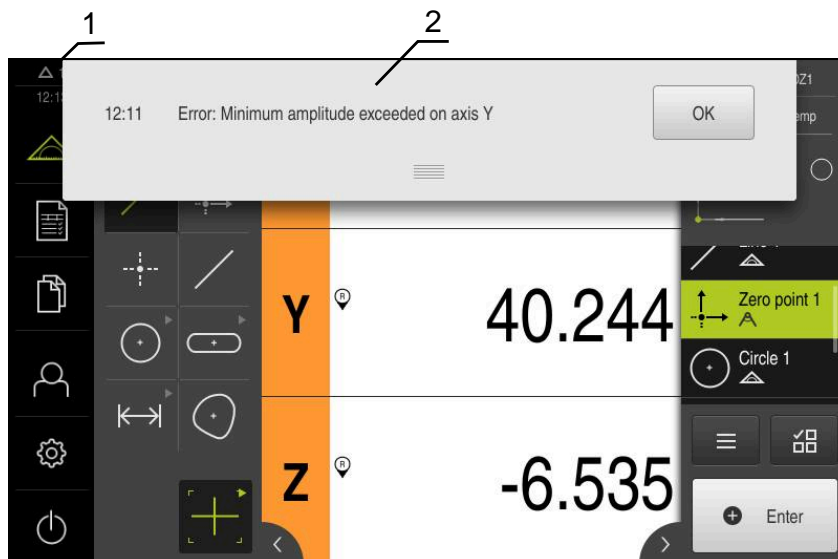 1
2
12:11 Error: Minimum amplitude exceeded on axis Y
OK
Y
R
40.244
Z
R
-6.535
Zero point 1
Circle 1
Enter